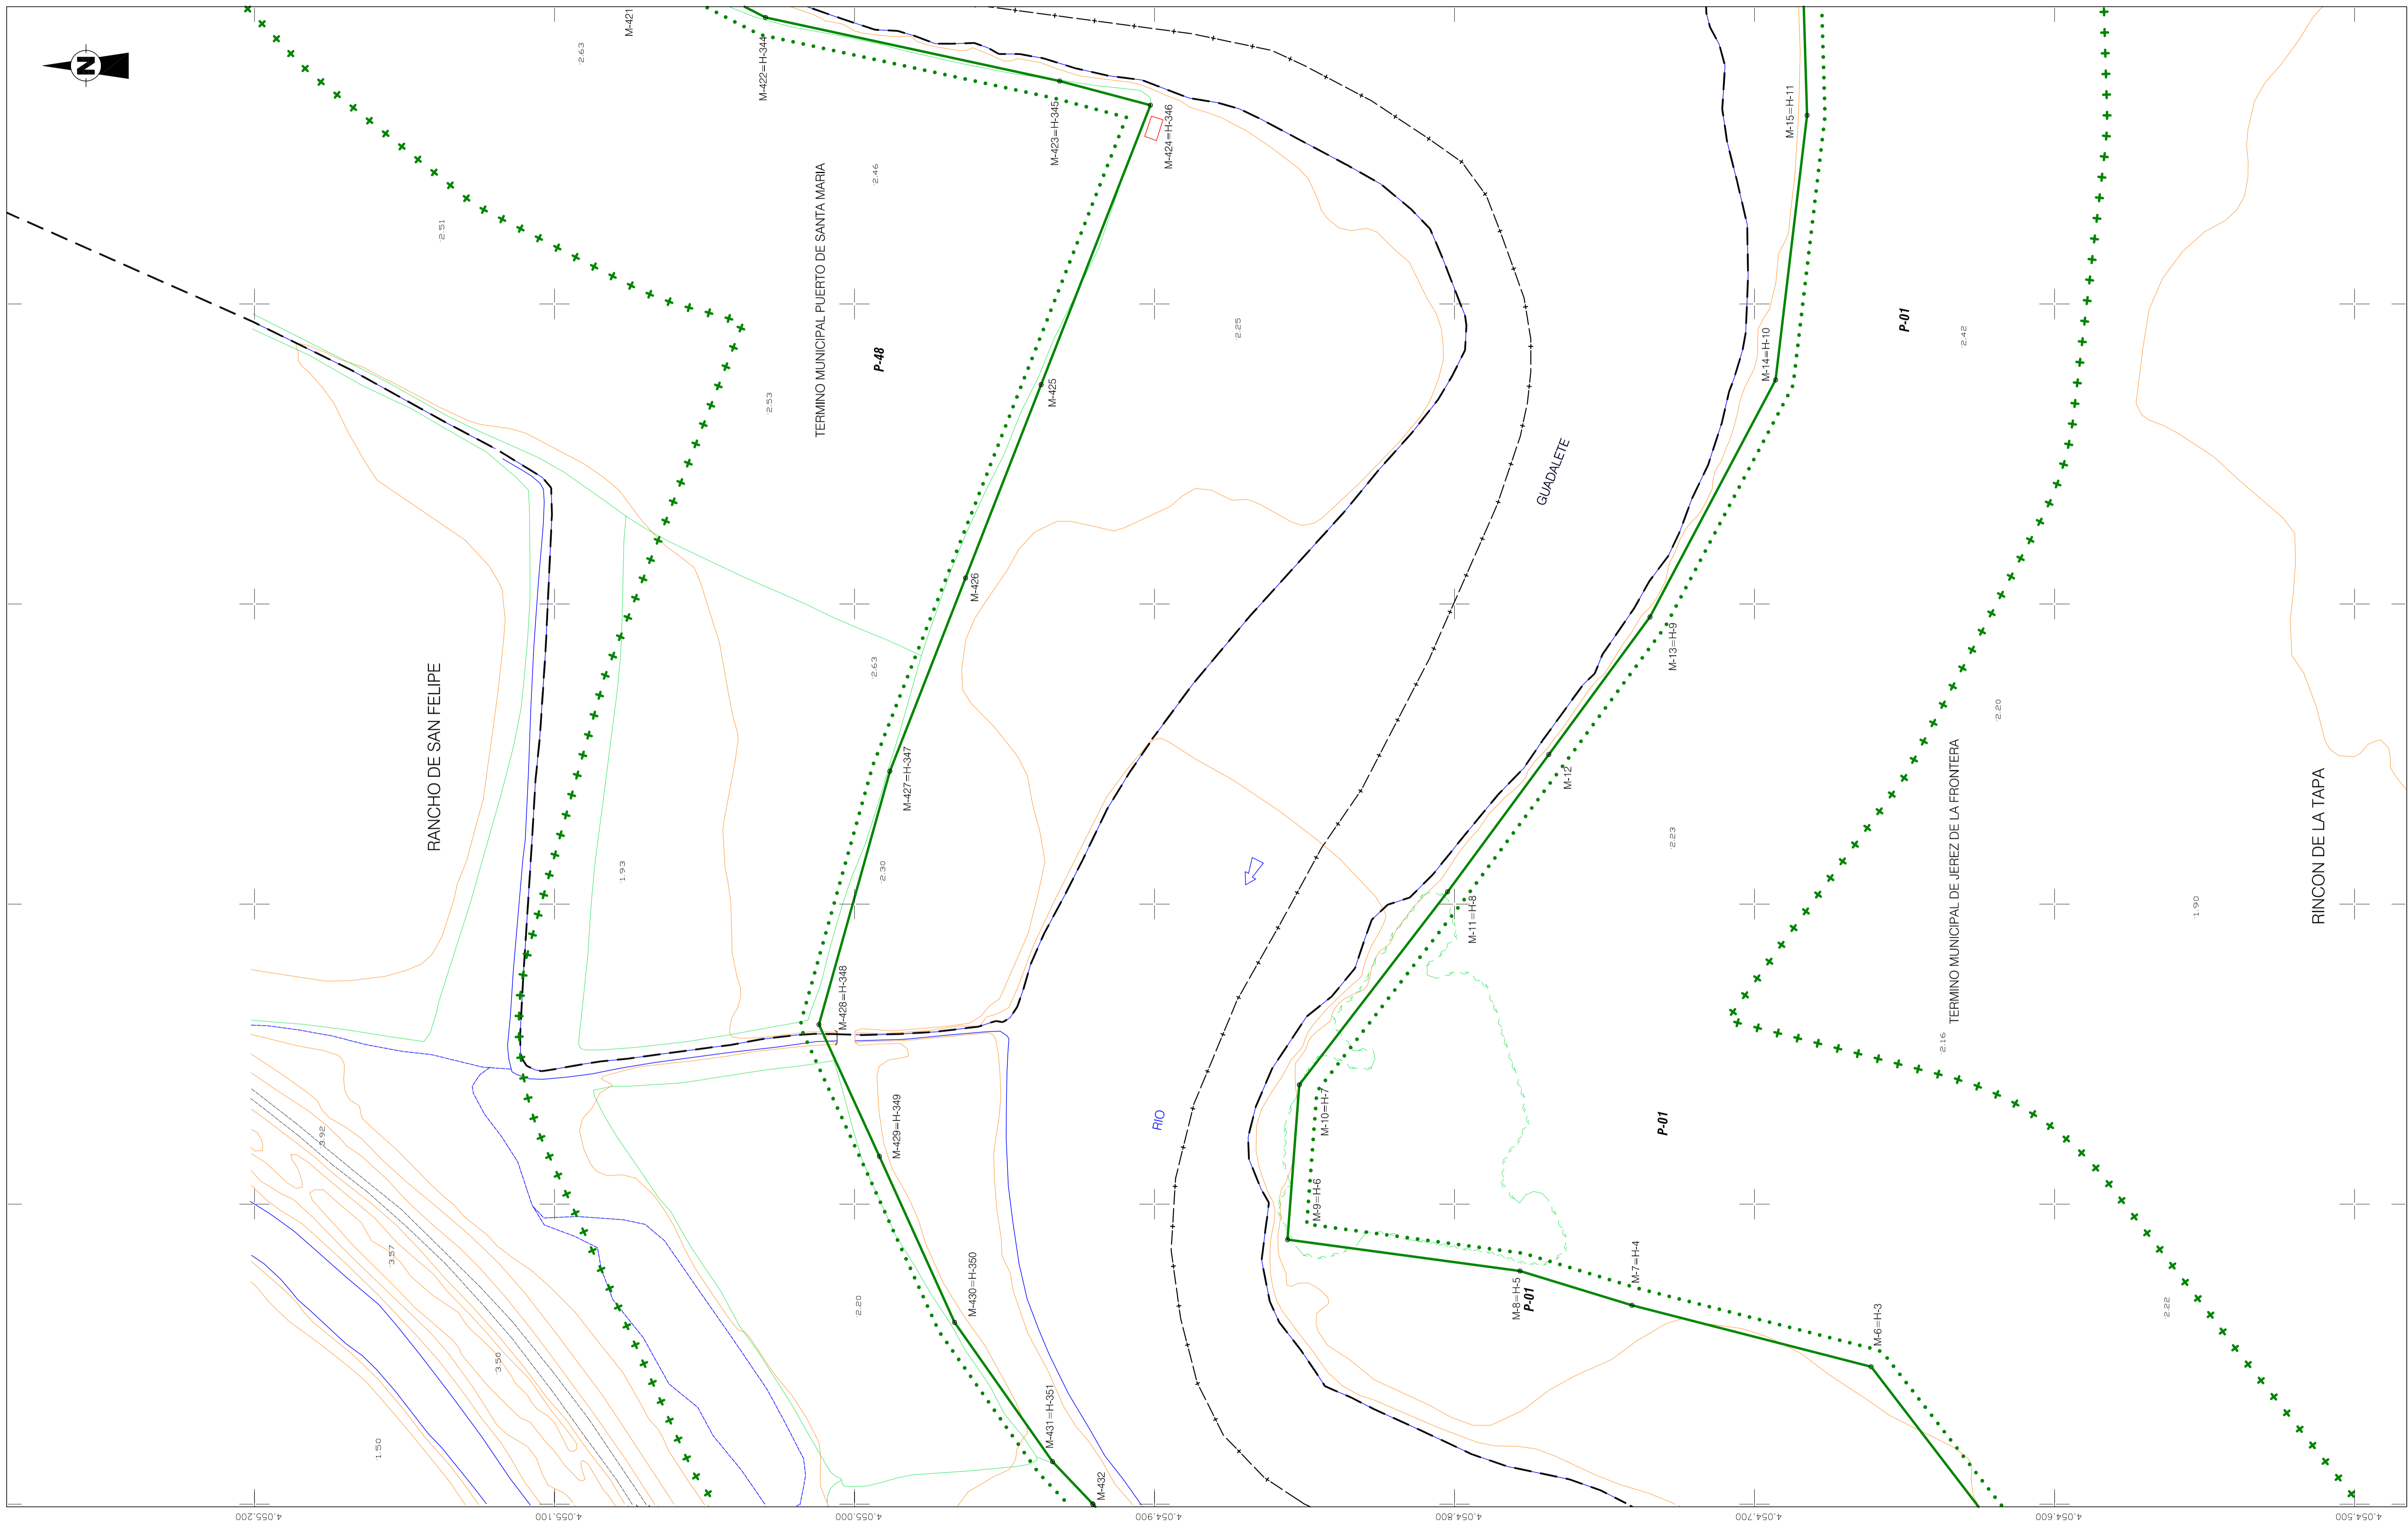 N
M-421
M-422=H-344
M-423=H-345
M-424=H-346
M-425
M-426
M-427=H-347
M-428=H-348
M-429=H-349
M-430=H-350
M-431=H-351
M-432
M-15=H-11
M-14=H-10
M-13=H-9
M-12
M-11=H-8
M-10=H-7
M-9=H-6
M-8=H-5
M-7=H-4
M-6=H-3
TERMINO MUNICIPAL PUERTO DE SANTA MARIA
P-48
RANCHO DE SAN FELIPE
RIO
GUADALETE
P-01
P-01
P-01
TERMINO MUNICIPAL DE JEREZ DE LA FRONTERA
RINCON DE LA TAPA
2.63
2.51
2.46
2.53
2.25
2.42
2.63
2.20
1.93
2.30
2.23
1.90
2.16
3.92
3.57
3.50
1.50
2.20
2.22
4.055.200
4.055.100
4.055.000
4.054.900
4.054.800
4.054.700
4.054.600
4.054.500